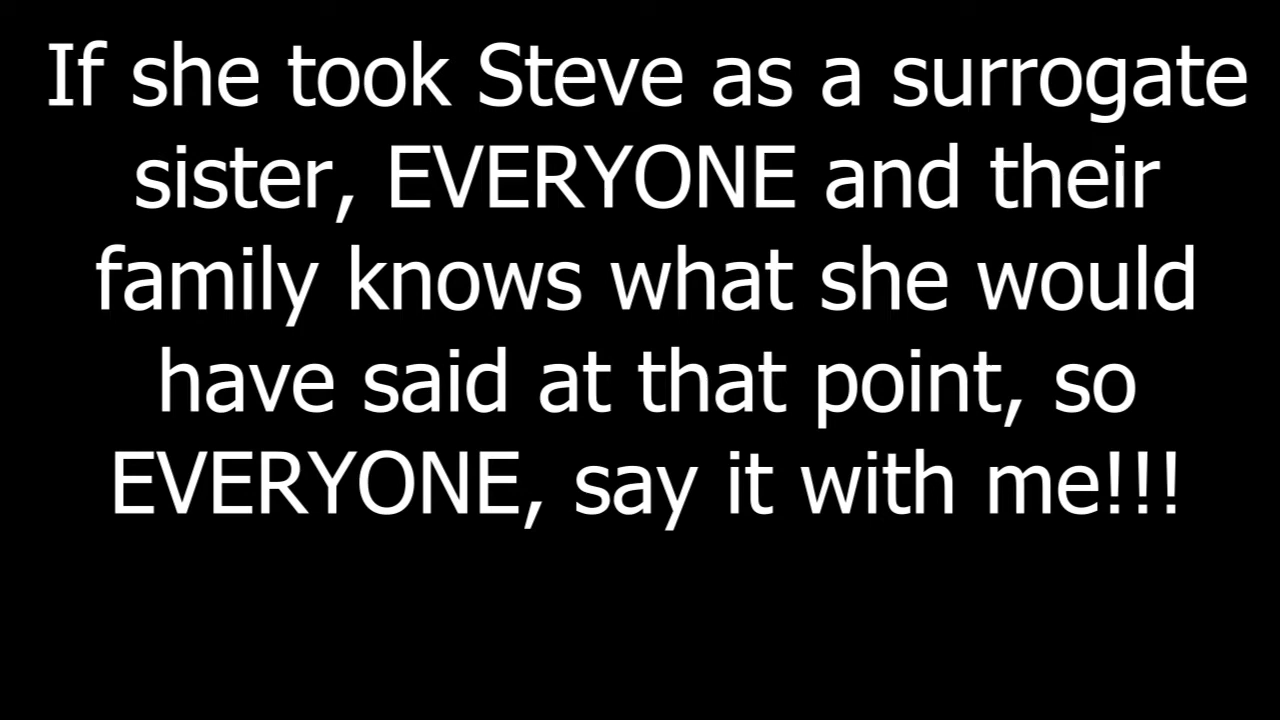 If she took Steve as a surrogate
sister, EVERYONE and their
family knows what she would
have said at that point, so
EVERYONE, say it with me!!!